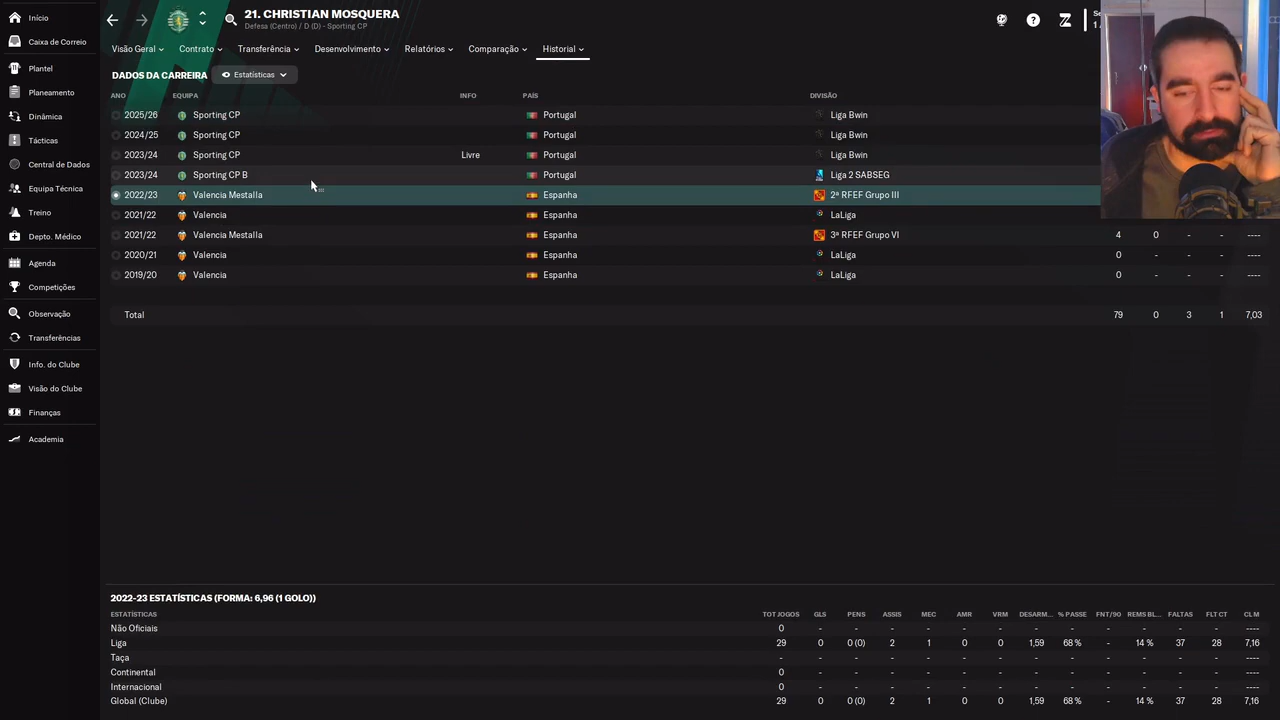 Início
Caixa de Correio
Plantel
Planeamento
Dinâmica
Tácticas
Central de Dados
Equipa Técnica
Treino
Depto. Médico
Agenda
Competições
Observação
Transferências
Info. do Clube
Visão do Clube
Finanças
Academia
21. CHRISTIAN MOSQUERA
Defesa (Centro) / D (D) - Sporting CP
Visão Geral Contrato Transferência Desenvolvimento Relatórios Comparação Historial
DADOS DA CARREIRA Estatísticas
ANO EQUIPA INFO PAÍS DIVISÃO
2025/26 Sporting CP Portugal Liga Bwin
2024/25 Sporting CP Portugal Liga Bwin
2023/24 Sporting CP Livre Portugal Liga Bwin
2023/24 Sporting CP B Portugal Liga 2 SABSEG
2022/23 Valencia Mestalla Espanha 2ª RFEF Grupo III
2021/22 Valencia Espanha LaLiga
2021/22 Valencia Mestalla Espanha 3ª RFEF Grupo VI 4 0 - - ----
2020/21 Valencia Espanha LaLiga 0 - - - ----
2019/20 Valencia Espanha LaLiga 0 - - - ----
Total 79 0 3 1 7,03
2022-23 ESTATÍSTICAS (FORMA: 6,96 (1 GOLO))
ESTATÍSTICAS TOT JOGOS GLS PENS ASSIS MEC AMR VRM DESARM... % PASSE FNT/90 REMS BL... FALTAS FLT CT CL M
Não Oficiais 0 - - - - - - - - - - - - ----
Liga 29 0 0 (0) 2 1 0 0 1,59 68 % - 14 % 37 28 7,16
Taça - - - - - - - - - - - - - ----
Continental 0 - - - - - - - - - - - - ----
Internacional 0 - - - - - - - - - - - - ----
Global (Clube) 29 0 0 (0) 2 1 0 0 1,59 68 % - 14 % 37 28 7,16